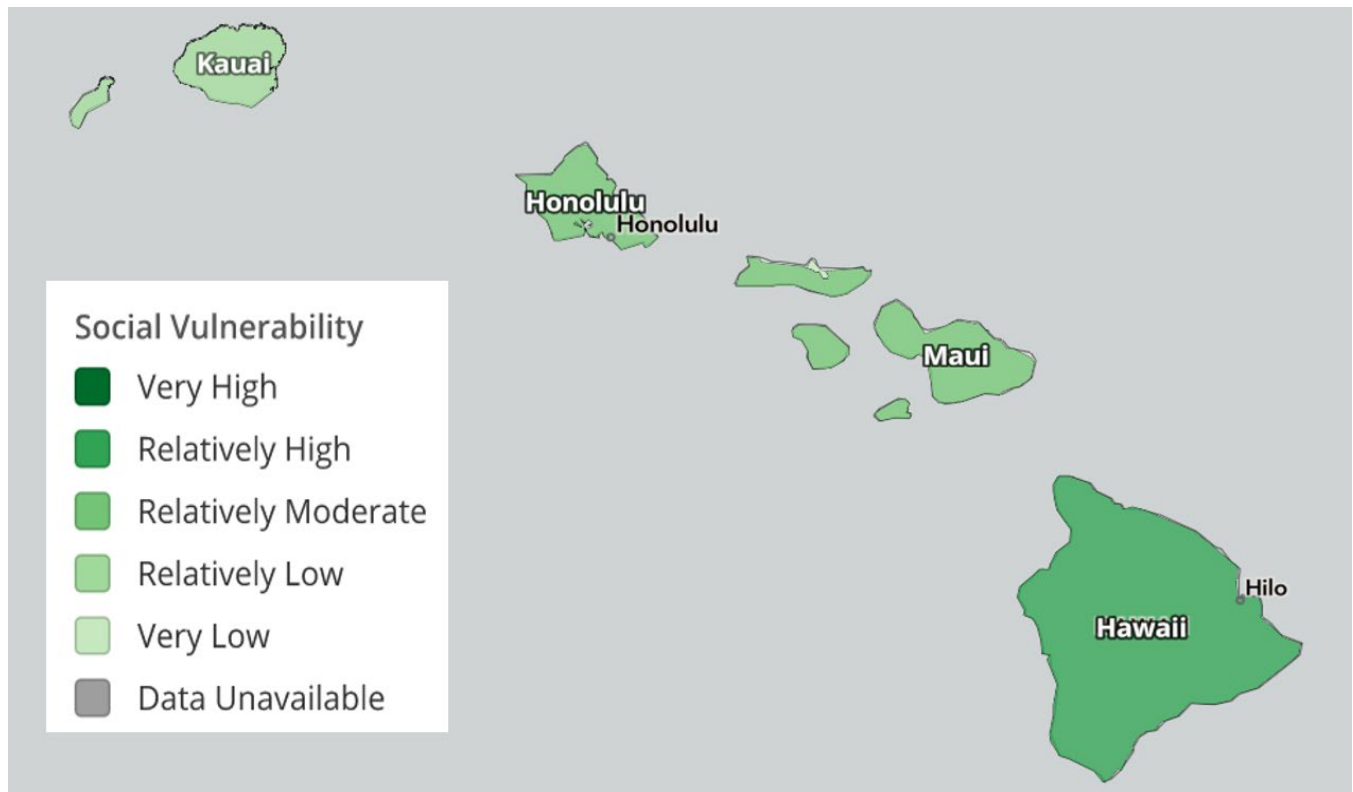 Kauai
Honolulu
Honolulu
Maui
Social Vulnerability
Very High
Relatively High
Relatively Moderate
Relatively Low
Very Low
Data Unavailable
Hilo
Hawaii